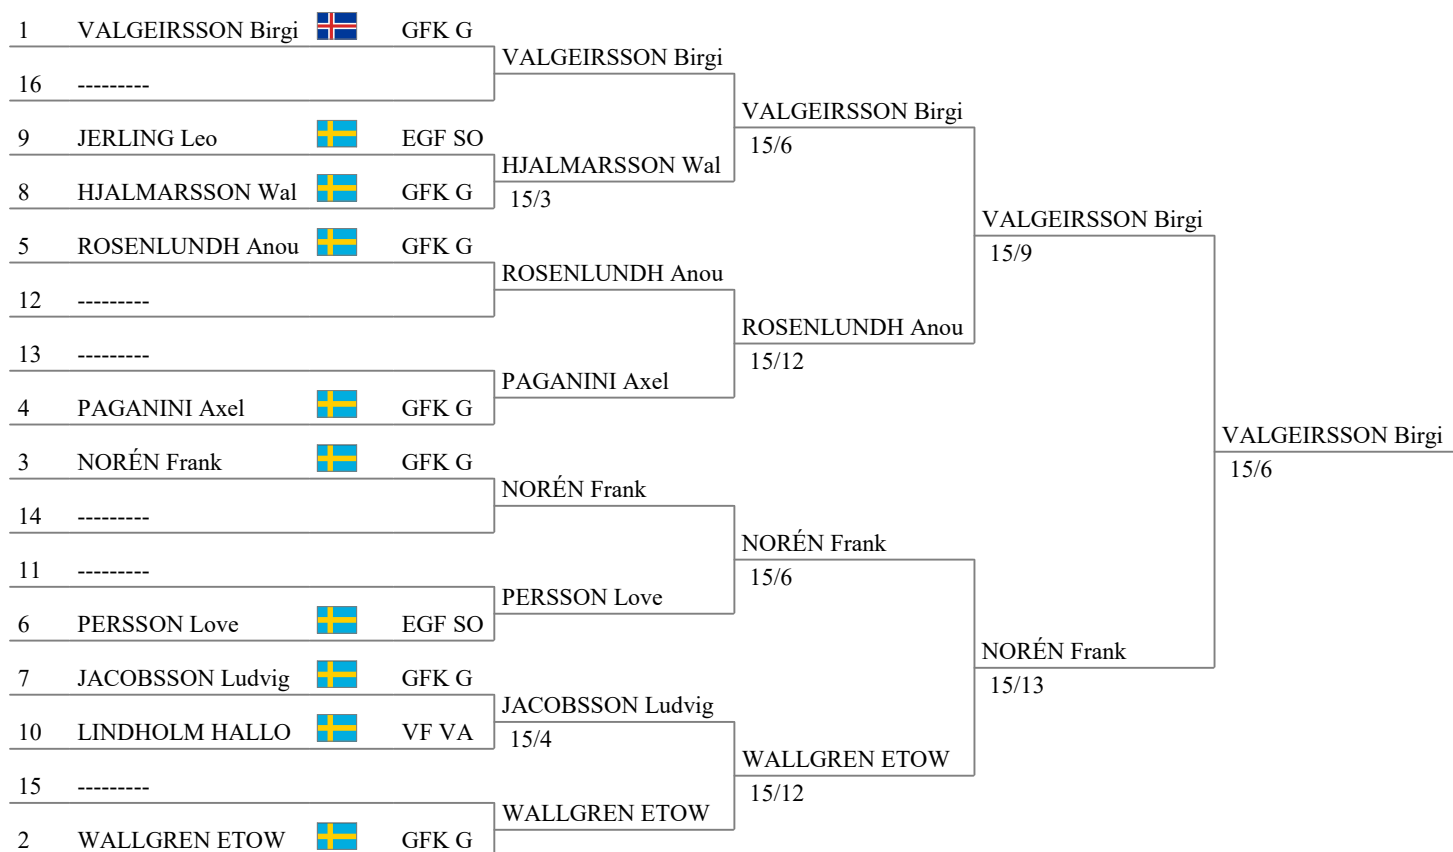 1 VALGEIRSSON Birgi GFK G
VALGEIRSSON Birgi
16 ---------
VALGEIRSSON Birgi
15/6
9 JERLING Leo EGF SO
HJALMARSSON Wal
15/3
8 HJALMARSSON Wal GFK G
VALGEIRSSON Birgi
15/9
5 ROSENLUNDH Anou GFK G
ROSENLUNDH Anou
12 ---------
ROSENLUNDH Anou
15/12
13 ---------
PAGANINI Axel
4 PAGANINI Axel GFK G
VALGEIRSSON Birgi
15/6
3 NORÉN Frank GFK G
NORÉN Frank
14 ---------
NORÉN Frank
15/6
11 ---------
PERSSON Love
6 PERSSON Love EGF SO
NORÉN Frank
15/13
7 JACOBSSON Ludvig GFK G
JACOBSSON Ludvig
15/4
10 LINDHOLM HALLO VF VA
WALLGREN ETOW
15/12
15 ---------
WALLGREN ETOW
2 WALLGREN ETOW GFK G